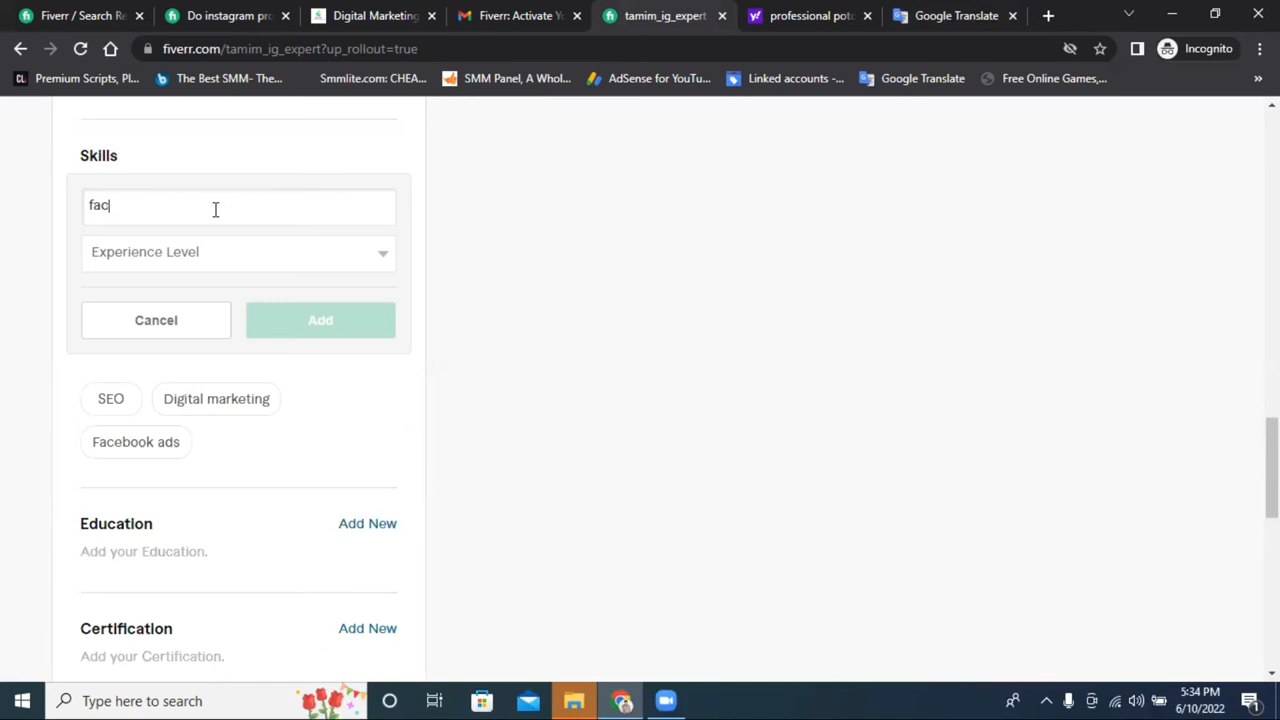 Fiverr / Search Re
Do instagram pro
Digital Marketing
Fiverr: Activate Yo
tamim_ig_expert
professional poto
Google Translate
fiverr.com/tamim_ig_expert?up_rollout=true
Incognito
Premium Scripts, Pl...
The Best SMM- The...
Smmlite.com: CHEA...
SMM Panel, A Whol...
AdSense for YouTu...
Linked accounts -...
Google Translate
Free Online Games,...
Skills
fac
Experience Level
Cancel
Add
SEO
Digital marketing
Facebook ads
Education
Add New
Add your Education.
Certification
Add New
Add your Certification.
Type here to search
5:34 PM
6/10/2022